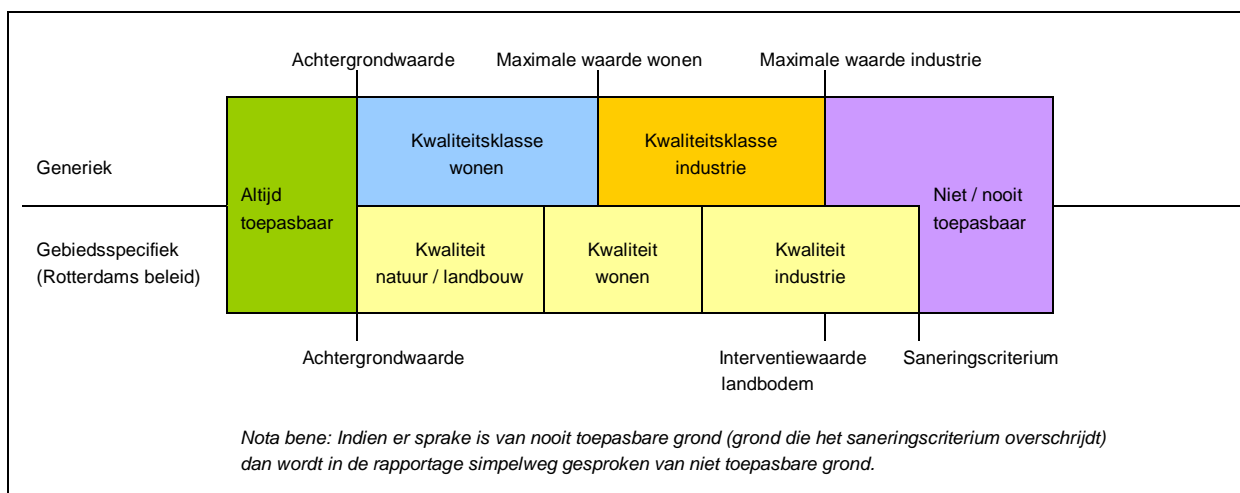 Achtergrondwaarde Maximale waarde wonen Maximale waarde industrie
Generiek
Kwaliteitsklasse
wonen
Kwaliteitsklasse
industrie
Altijd
toepasbaar
Niet / nooit
toepasbaar
Gebiedsspecifiek
(Rotterdams beleid)
Kwaliteit
natuur / landbouw
Kwaliteit
wonen
Kwaliteit
industrie
Achtergrondwaarde
Interventiewaarde
landbodem
Saneringscriterium
Nota bene: Indien er sprake is van nooit toepasbare grond (grond die het saneringscriterium overschrijdt)
dan wordt in de rapportage simpelweg gesproken van niet toepasbare grond.